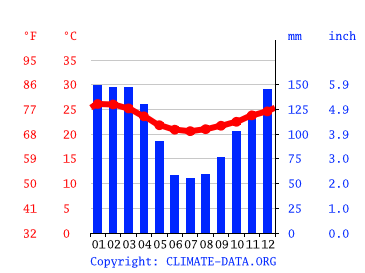 °F °C mm inch
95 35
86 30 150 5.9
77 25 125 4.9
68 20 100 3.9
59 15 75 3.0
50 10 50 2.0
41 5 25 1.0
32 0 0 0.0
01 02 03 04 05 06 07 08 09 10 11 12
Copyright: CLIMATE-DATA.ORG